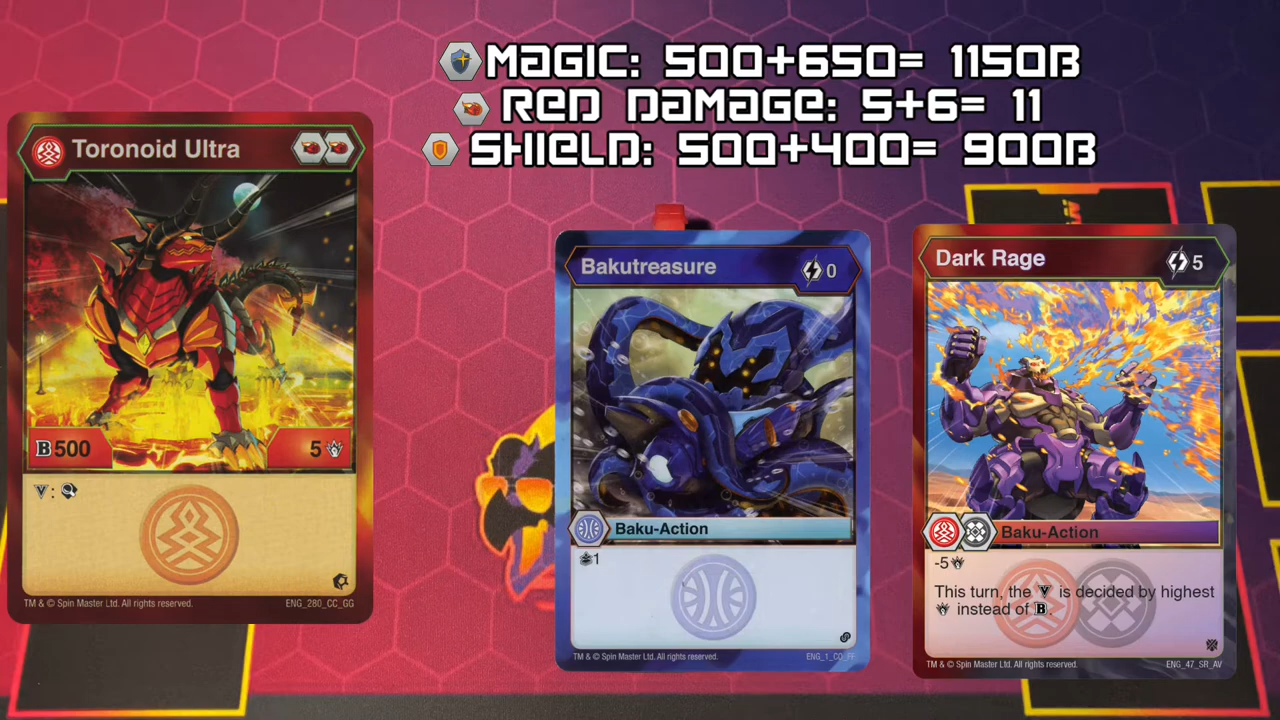 MAGIC: 500+650= 1150B
RED DAMAGE: 5+6= 11
SHIELD: 500+400= 900B
Toronoid Ultra
B500
5
:
TM & © Spin Master Ltd. All rights reserved.
ENG_280_CC_GG
Bakutreasure
0
Baku-Action
1
TM & © Spin Master Ltd. All rights reserved.
ENG_1_CO_FF
Dark Rage
5
Baku-Action
-5
This turn, the is decided by highest
instead of B.
TM & © Spin Master Ltd. All rights reserved.
ENG_47_SR_AV